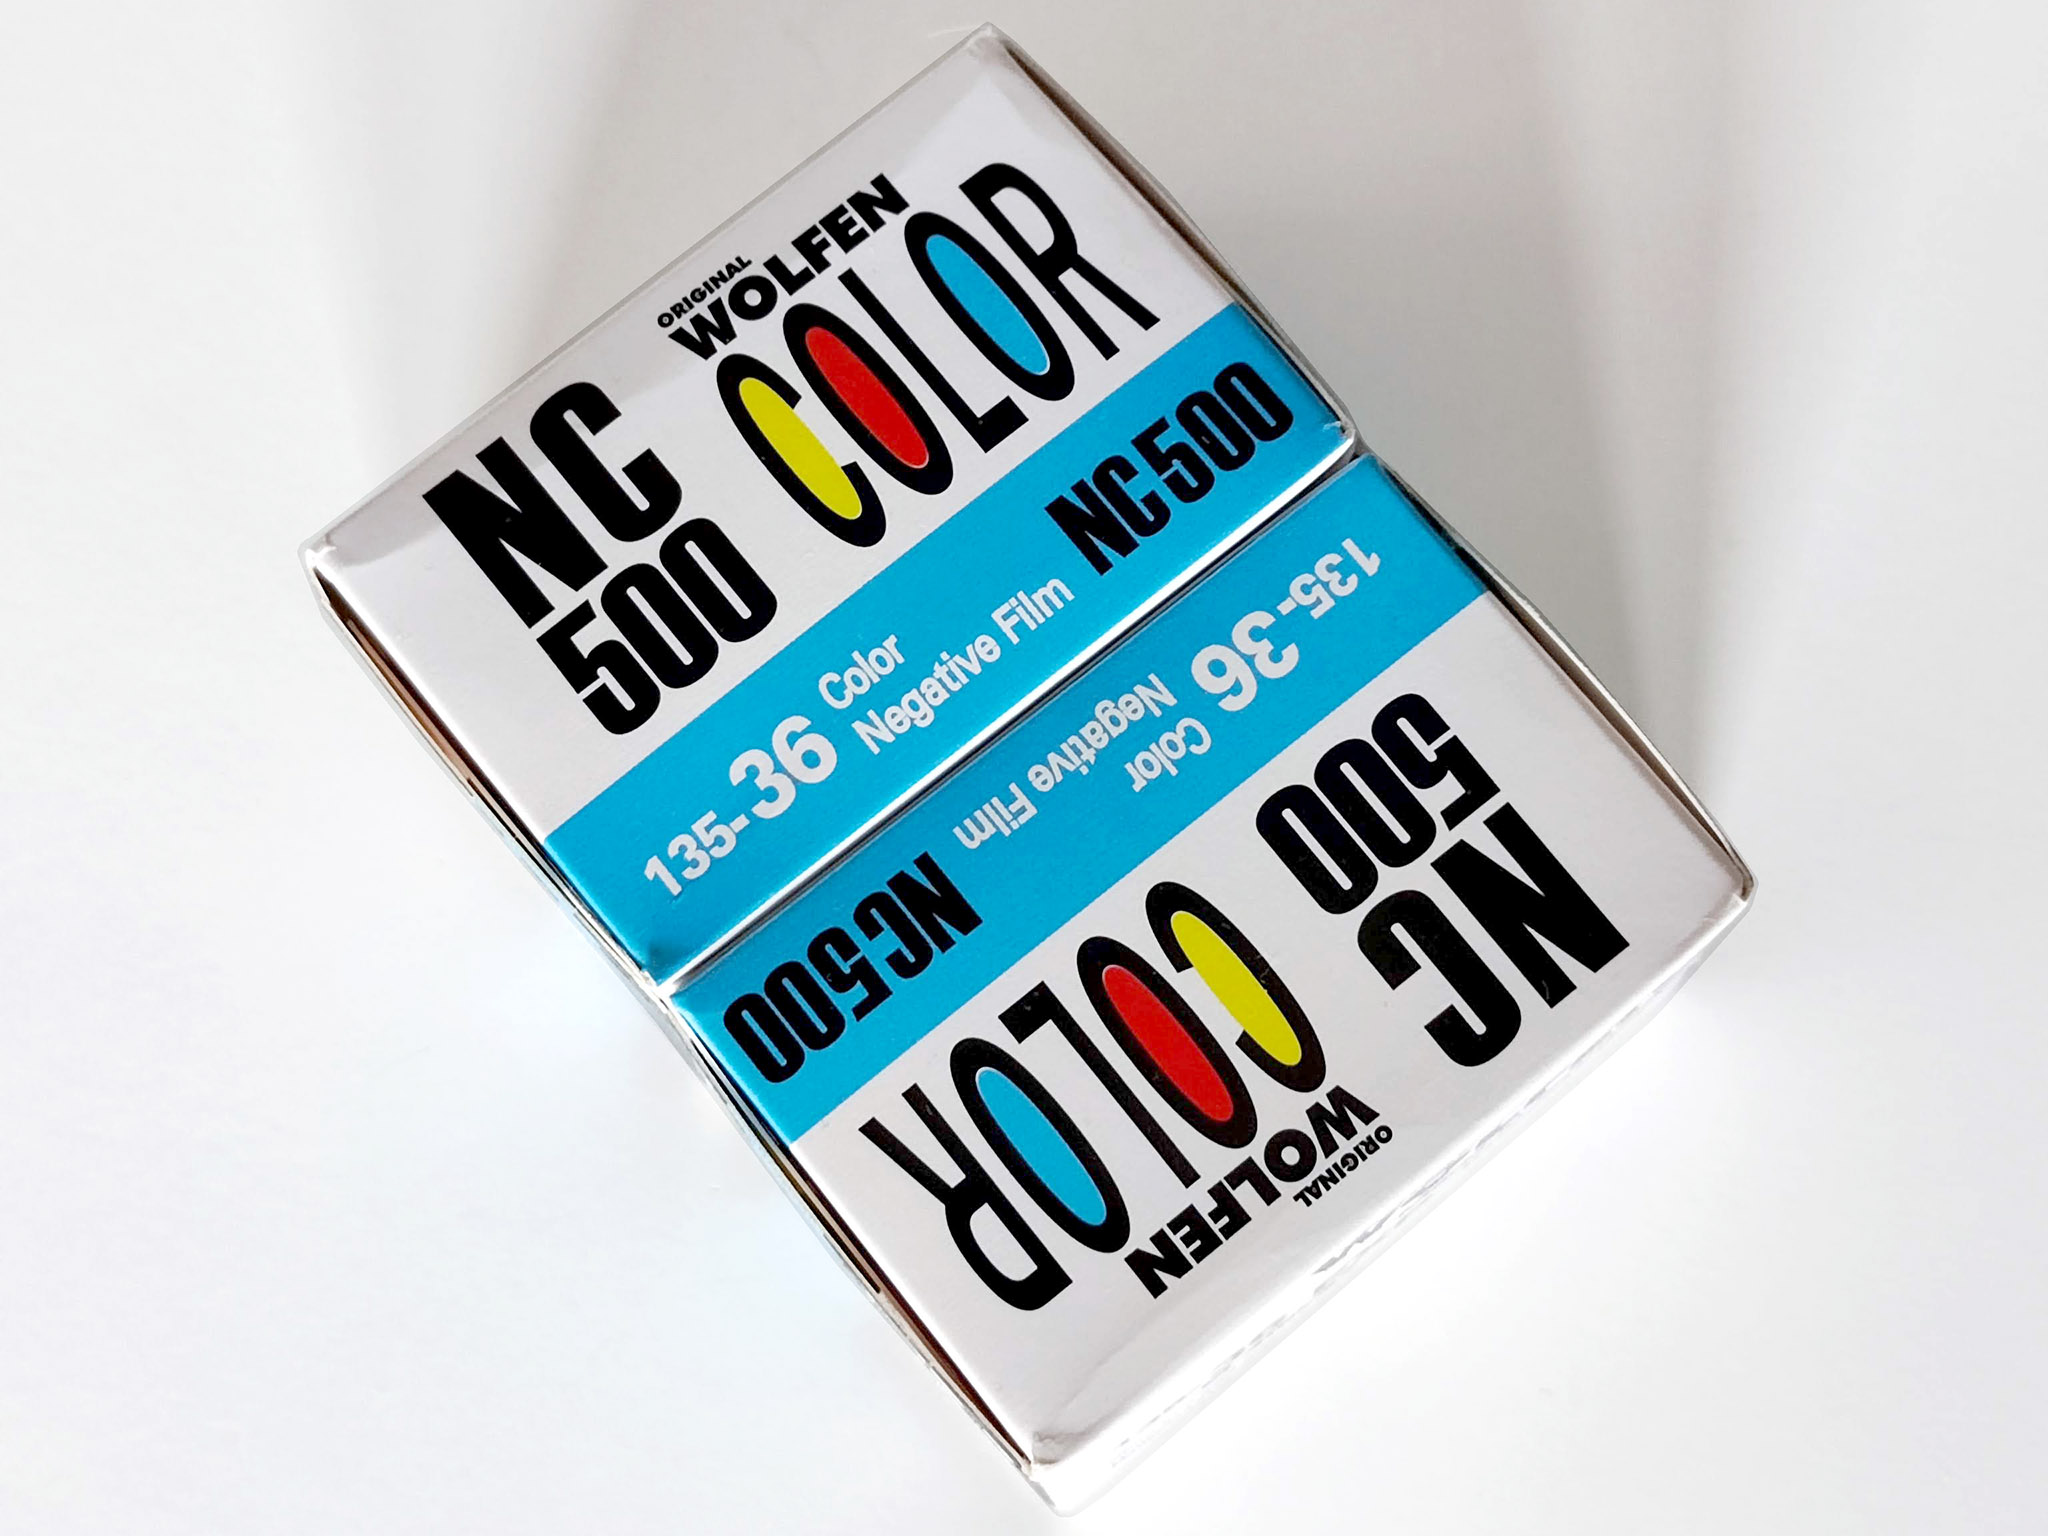 ORIGINAL
WOLFEN
NC
500
COLOR
135-36
Color
Negative Film
NC500
135-36
Color
Negative Film
NC500
NC
500
COLOR
ORIGINAL
WOLFEN